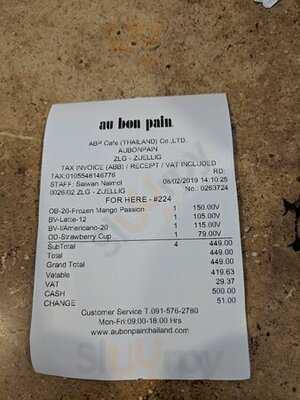 au bon pain
ABP Cafe (THAILAND) Co.,LTD.
AUBONPAIN
ZLG - ZUELLIG
TAX INVOICE (ABB) / RECEIPT / VAT INCLUDED
TAX:0105546146776 RD:
STAFF: Saiwan Naimol 06/02/2019 14:10:25
0026/02 ZLG - ZUELLIG No.: 0263724
FOR HERE - #224
OB-20-Frozen Mango Passion 1 150.00V
BV-Latte-12 1 105.00V
BV-I/Americano-20 1 115.00V
OD-Strawberry Cup 1 79.00V
SubTotal 4 449.00
Total 449.00
Grand Total 449.00
Vatable 419.63
VAT 29.37
CASH 500.00
CHANGE 51.00
Customer Service T.091-576-2780
Mon-Fri:09:00-18:00 Hrs
www.aubonpainthailand.com